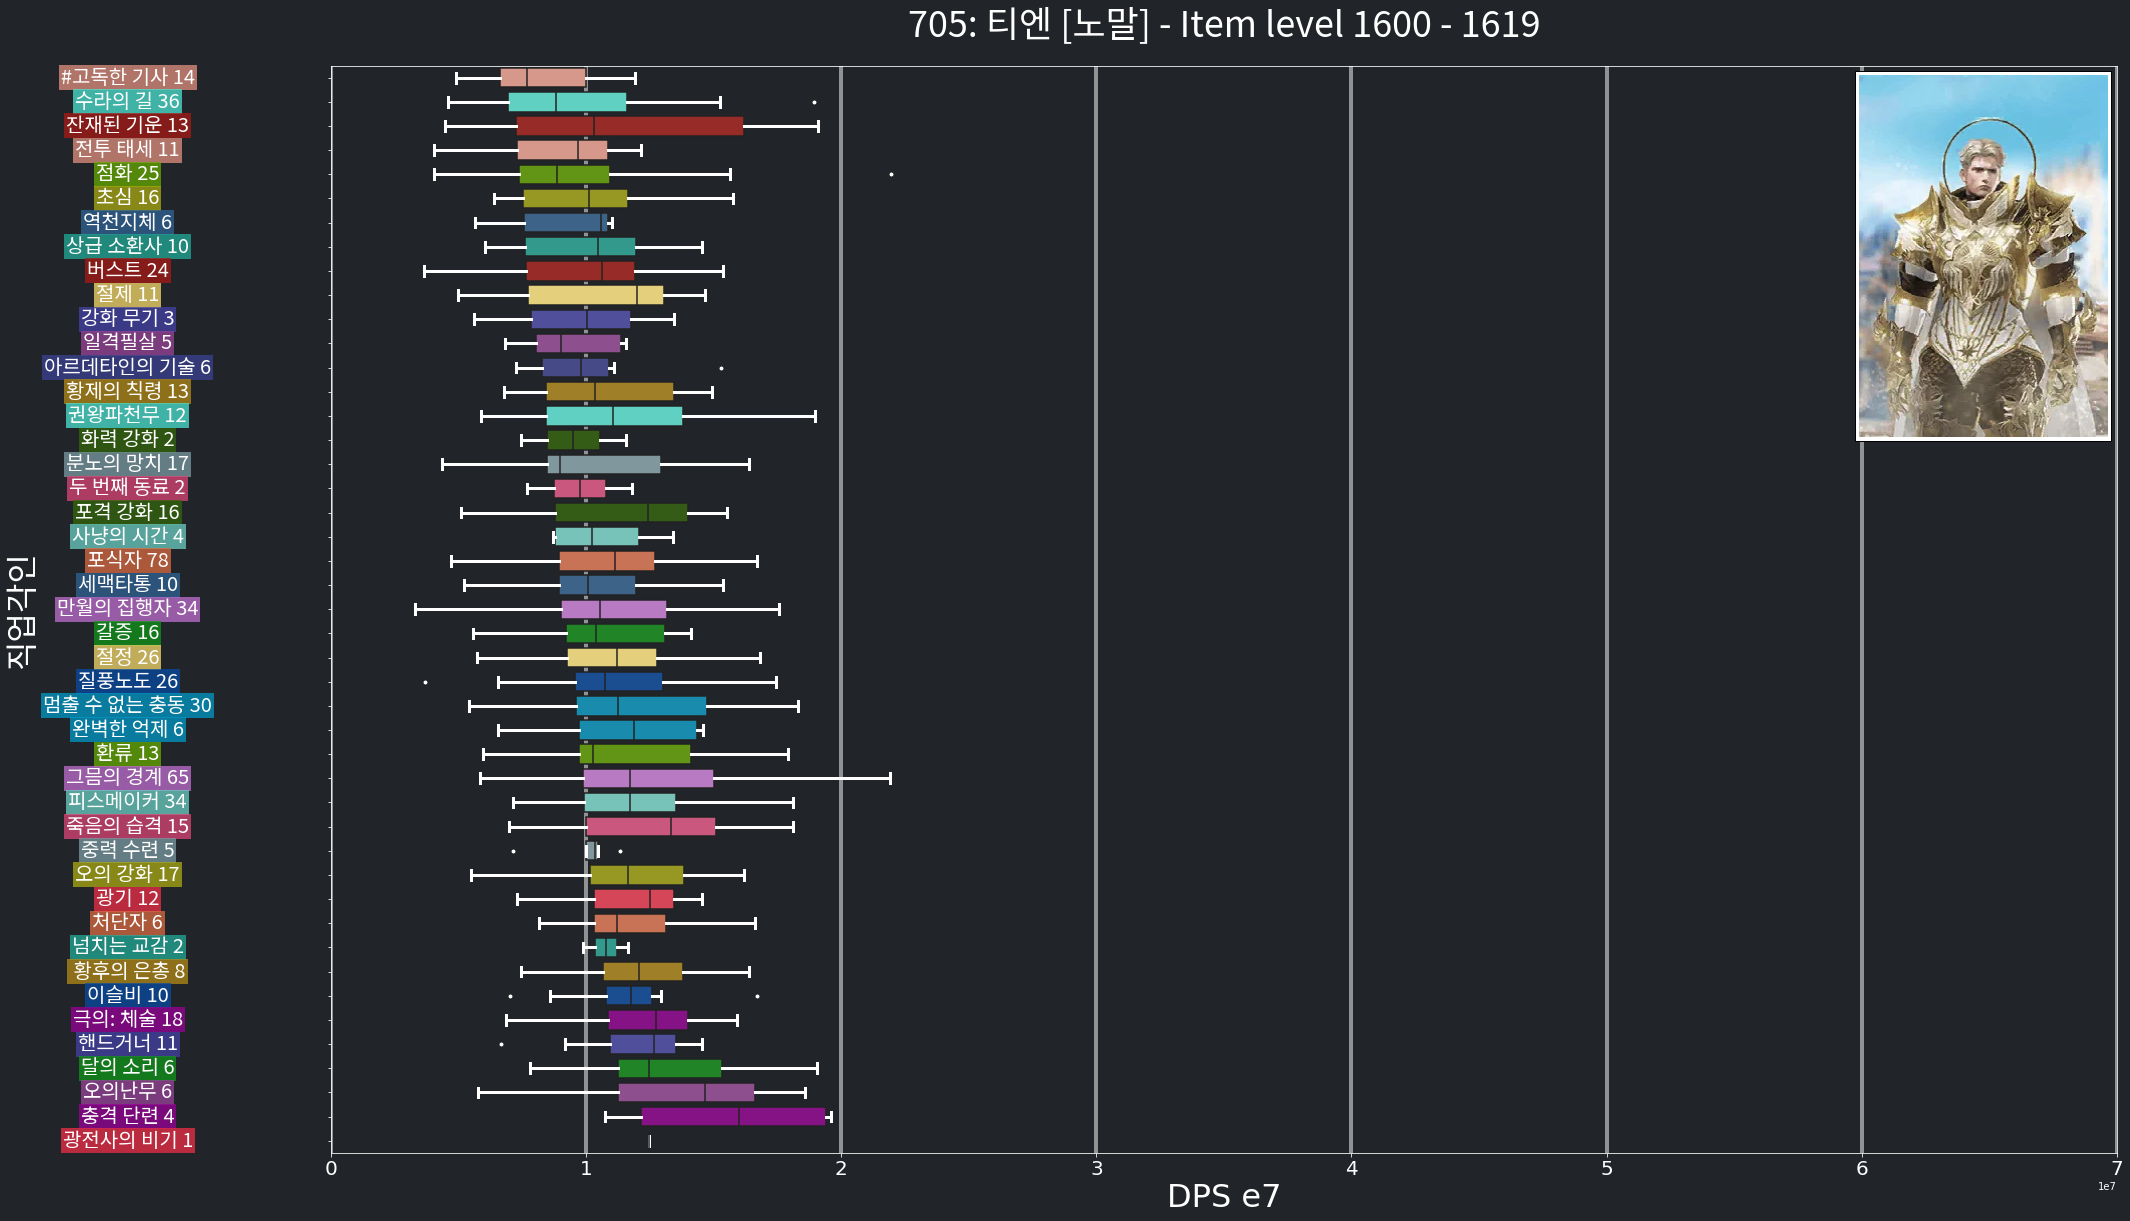 705: 티엔 [노말] - Item level 1600 - 1619
#고독한 기사 14
수라의 길 36
잔재된 기운 13
전투 태세 11
점화 25
초심 16
역천지체 6
상급 소환사 10
버스트 24
절제 11
강화 무기 3
일격필살 5
아르데타인의 기술 6
황제의 칙령 13
권왕파천무 12
화력 강화 2
분노의 망치 17
두 번째 동료 2
포격 강화 16
사냥의 시간 4
포식자 78
세맥타통 10
만월의 집행자 34
갈증 16
절정 26
질풍노도 26
멈출 수 없는 충동 30
완벽한 억제 6
환류 13
그믐의 경계 65
피스메이커 34
죽음의 습격 15
중력 수련 5
오의 강화 17
광기 12
처단자 6
넘치는 교감 2
황후의 은총 8
이슬비 10
극의: 체술 18
핸드거너 11
달의 소리 6
오의난무 6
충격 단련 4
광전사의 비기 1
직업각인
0 1 2 3 4 5 6 7
1e7
DPS e7